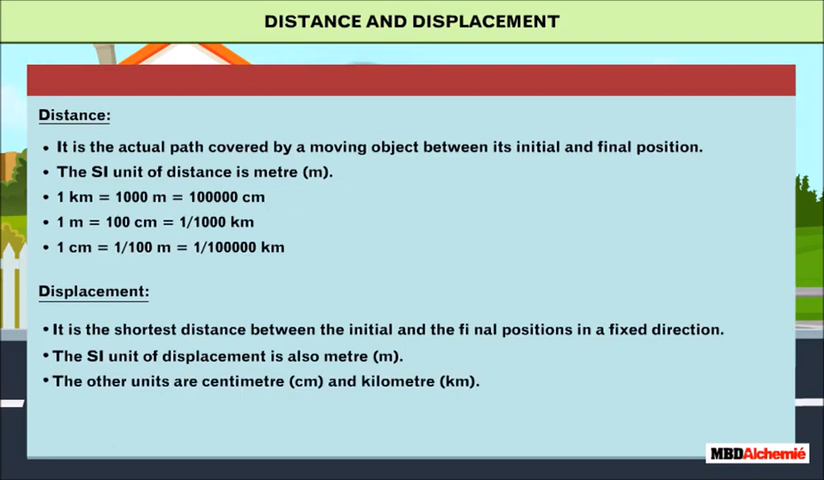 DISTANCE AND DISPLACEMENT
Distance:
• It is the actual path covered by a moving object between its initial and final position.
• The SI unit of distance is metre (m).
• 1 km = 1000 m = 100000 cm
• 1 m = 100 cm = 1/1000 km
• 1 cm = 1/100 m = 1/100000 km
Displacement:
• It is the shortest distance between the initial and the fi nal positions in a fixed direction.
• The SI unit of displacement is also metre (m).
• The other units are centimetre (cm) and kilometre (km).
MBDAlchemié